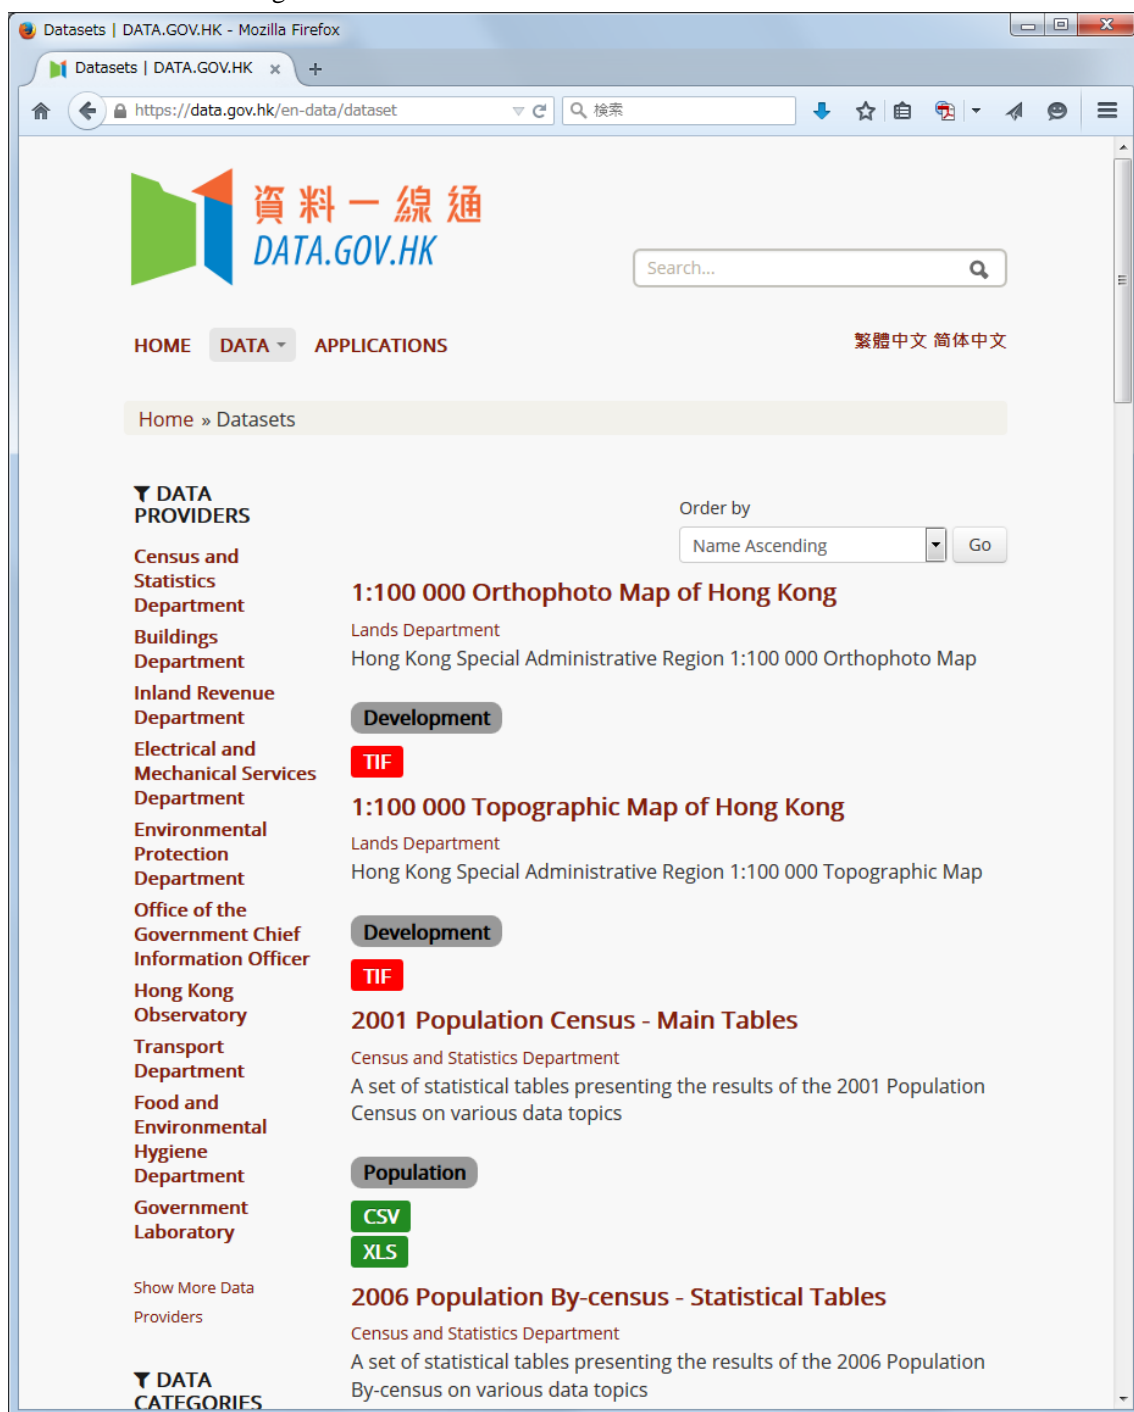 Datasets | DATA.GOV.HK - Mozilla Firefox
Datasets | DATA.GOV.HK
https://data.gov.hk/en-data/dataset
検索
資料一線通
DATA.GOV.HK
Search...
HOME DATA APPLICATIONS
繁體中文 简体中文
Home » Datasets
DATA
PROVIDERS
Census and
Statistics
Department
Buildings
Department
Inland Revenue
Department
Electrical and
Mechanical Services
Department
Environmental
Protection
Department
Office of the
Government Chief
Information Officer
Hong Kong
Observatory
Transport
Department
Food and
Environmental
Hygiene
Department
Government
Laboratory
Show More Data
Providers
DATA
CATEGORIES
Order by
Name Ascending
Go
1:100 000 Orthophoto Map of Hong Kong
Lands Department
Hong Kong Special Administrative Region 1:100 000 Orthophoto Map
Development
TIF
1:100 000 Topographic Map of Hong Kong
Lands Department
Hong Kong Special Administrative Region 1:100 000 Topographic Map
Development
TIF
2001 Population Census - Main Tables
Census and Statistics Department
A set of statistical tables presenting the results of the 2001 Population
Census on various data topics
Population
CSV
XLS
2006 Population By-census - Statistical Tables
Census and Statistics Department
A set of statistical tables presenting the results of the 2006 Population
By-census on various data topics